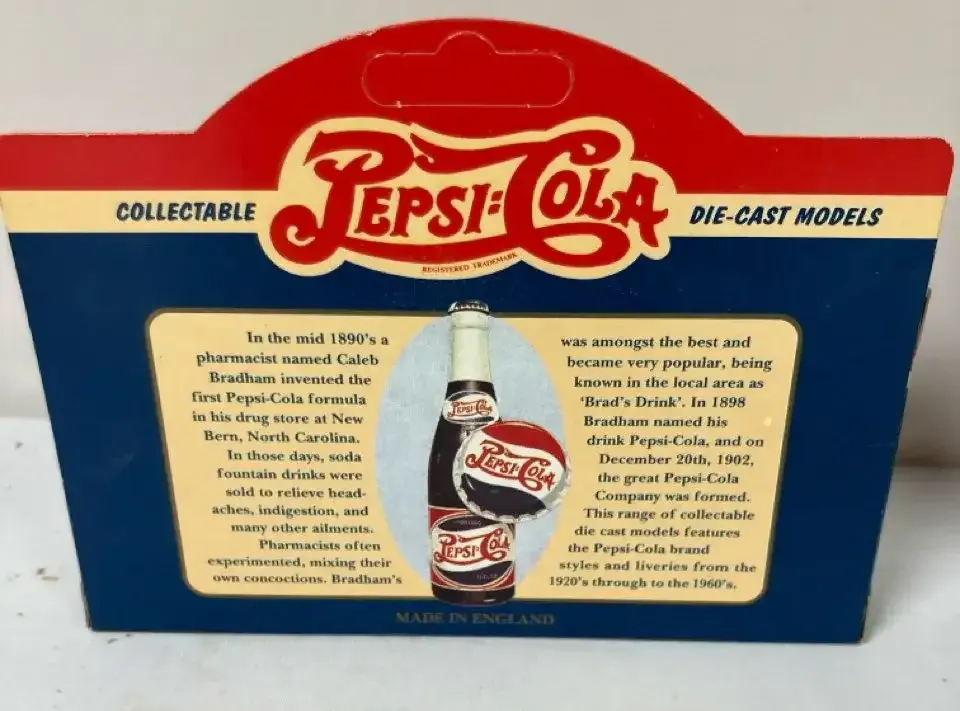 PEPSI=COLA
COLLECTABLE
DIE-CAST MODELS
REGISTERED TRADEMARK
In the mid 1890's a
pharmacist named Caleb
Bradham invented the
first Pepsi-Cola formula
in his drug store at New
Bern, North Carolina.
In those days, soda
fountain drinks were
sold to relieve head-
aches, indigestion, and
many other ailments.
Pharmacists often
experimented, mixing their
own concoctions. Bradham's
PEPSI=COLA
PEPSI=COLA
PEPSI=COLA
was amongst the best and
became very popular, being
known in the local area as
'Brad's Drink'. In 1898
Bradham named his
drink Pepsi-Cola, and on
December 20th, 1902,
the great Pepsi-Cola
Company was formed.
This range of collectable
die cast models features
the Pepsi-Cola brand
styles and liveries from the
1920's through to the 1960's.
MADE IN ENGLAND